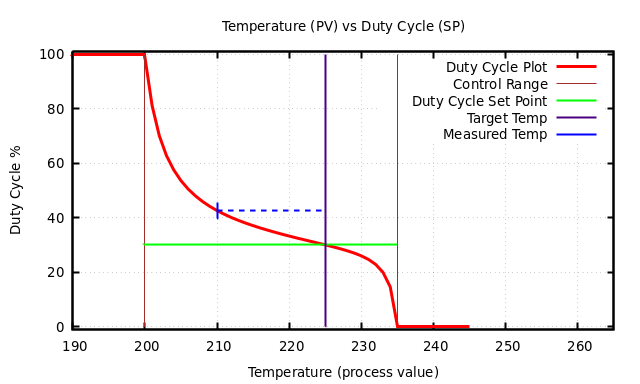 Temperature (PV) vs Duty Cycle (SP)
Duty Cycle %
100
80
60
40
20
0
Duty Cycle Plot
Control Range
Duty Cycle Set Point
Target Temp
Measured Temp
190 200 210 220 230 240 250 260
Temperature (process value)